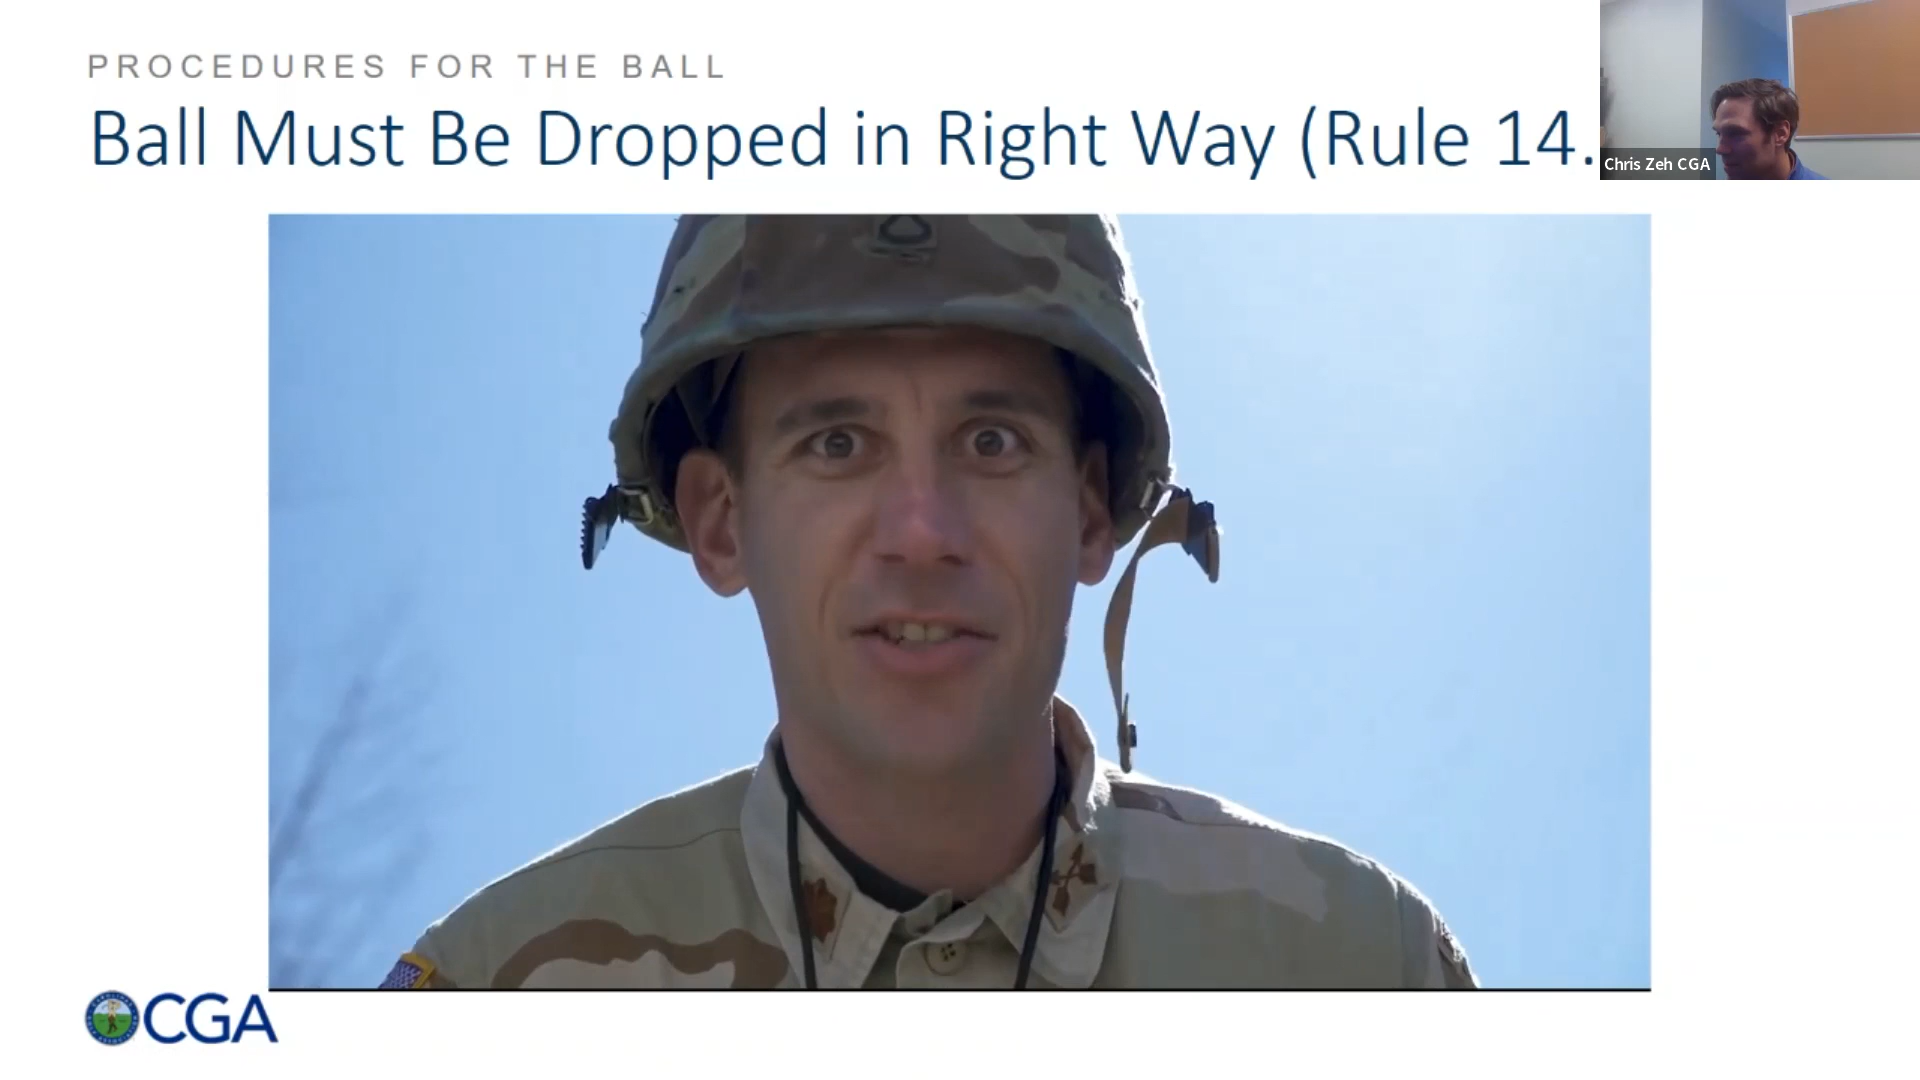 PROCEDURES FOR THE BALL
Ball Must Be Dropped in Right Way (Rule 14.
Chris Zeh CGA
CGA